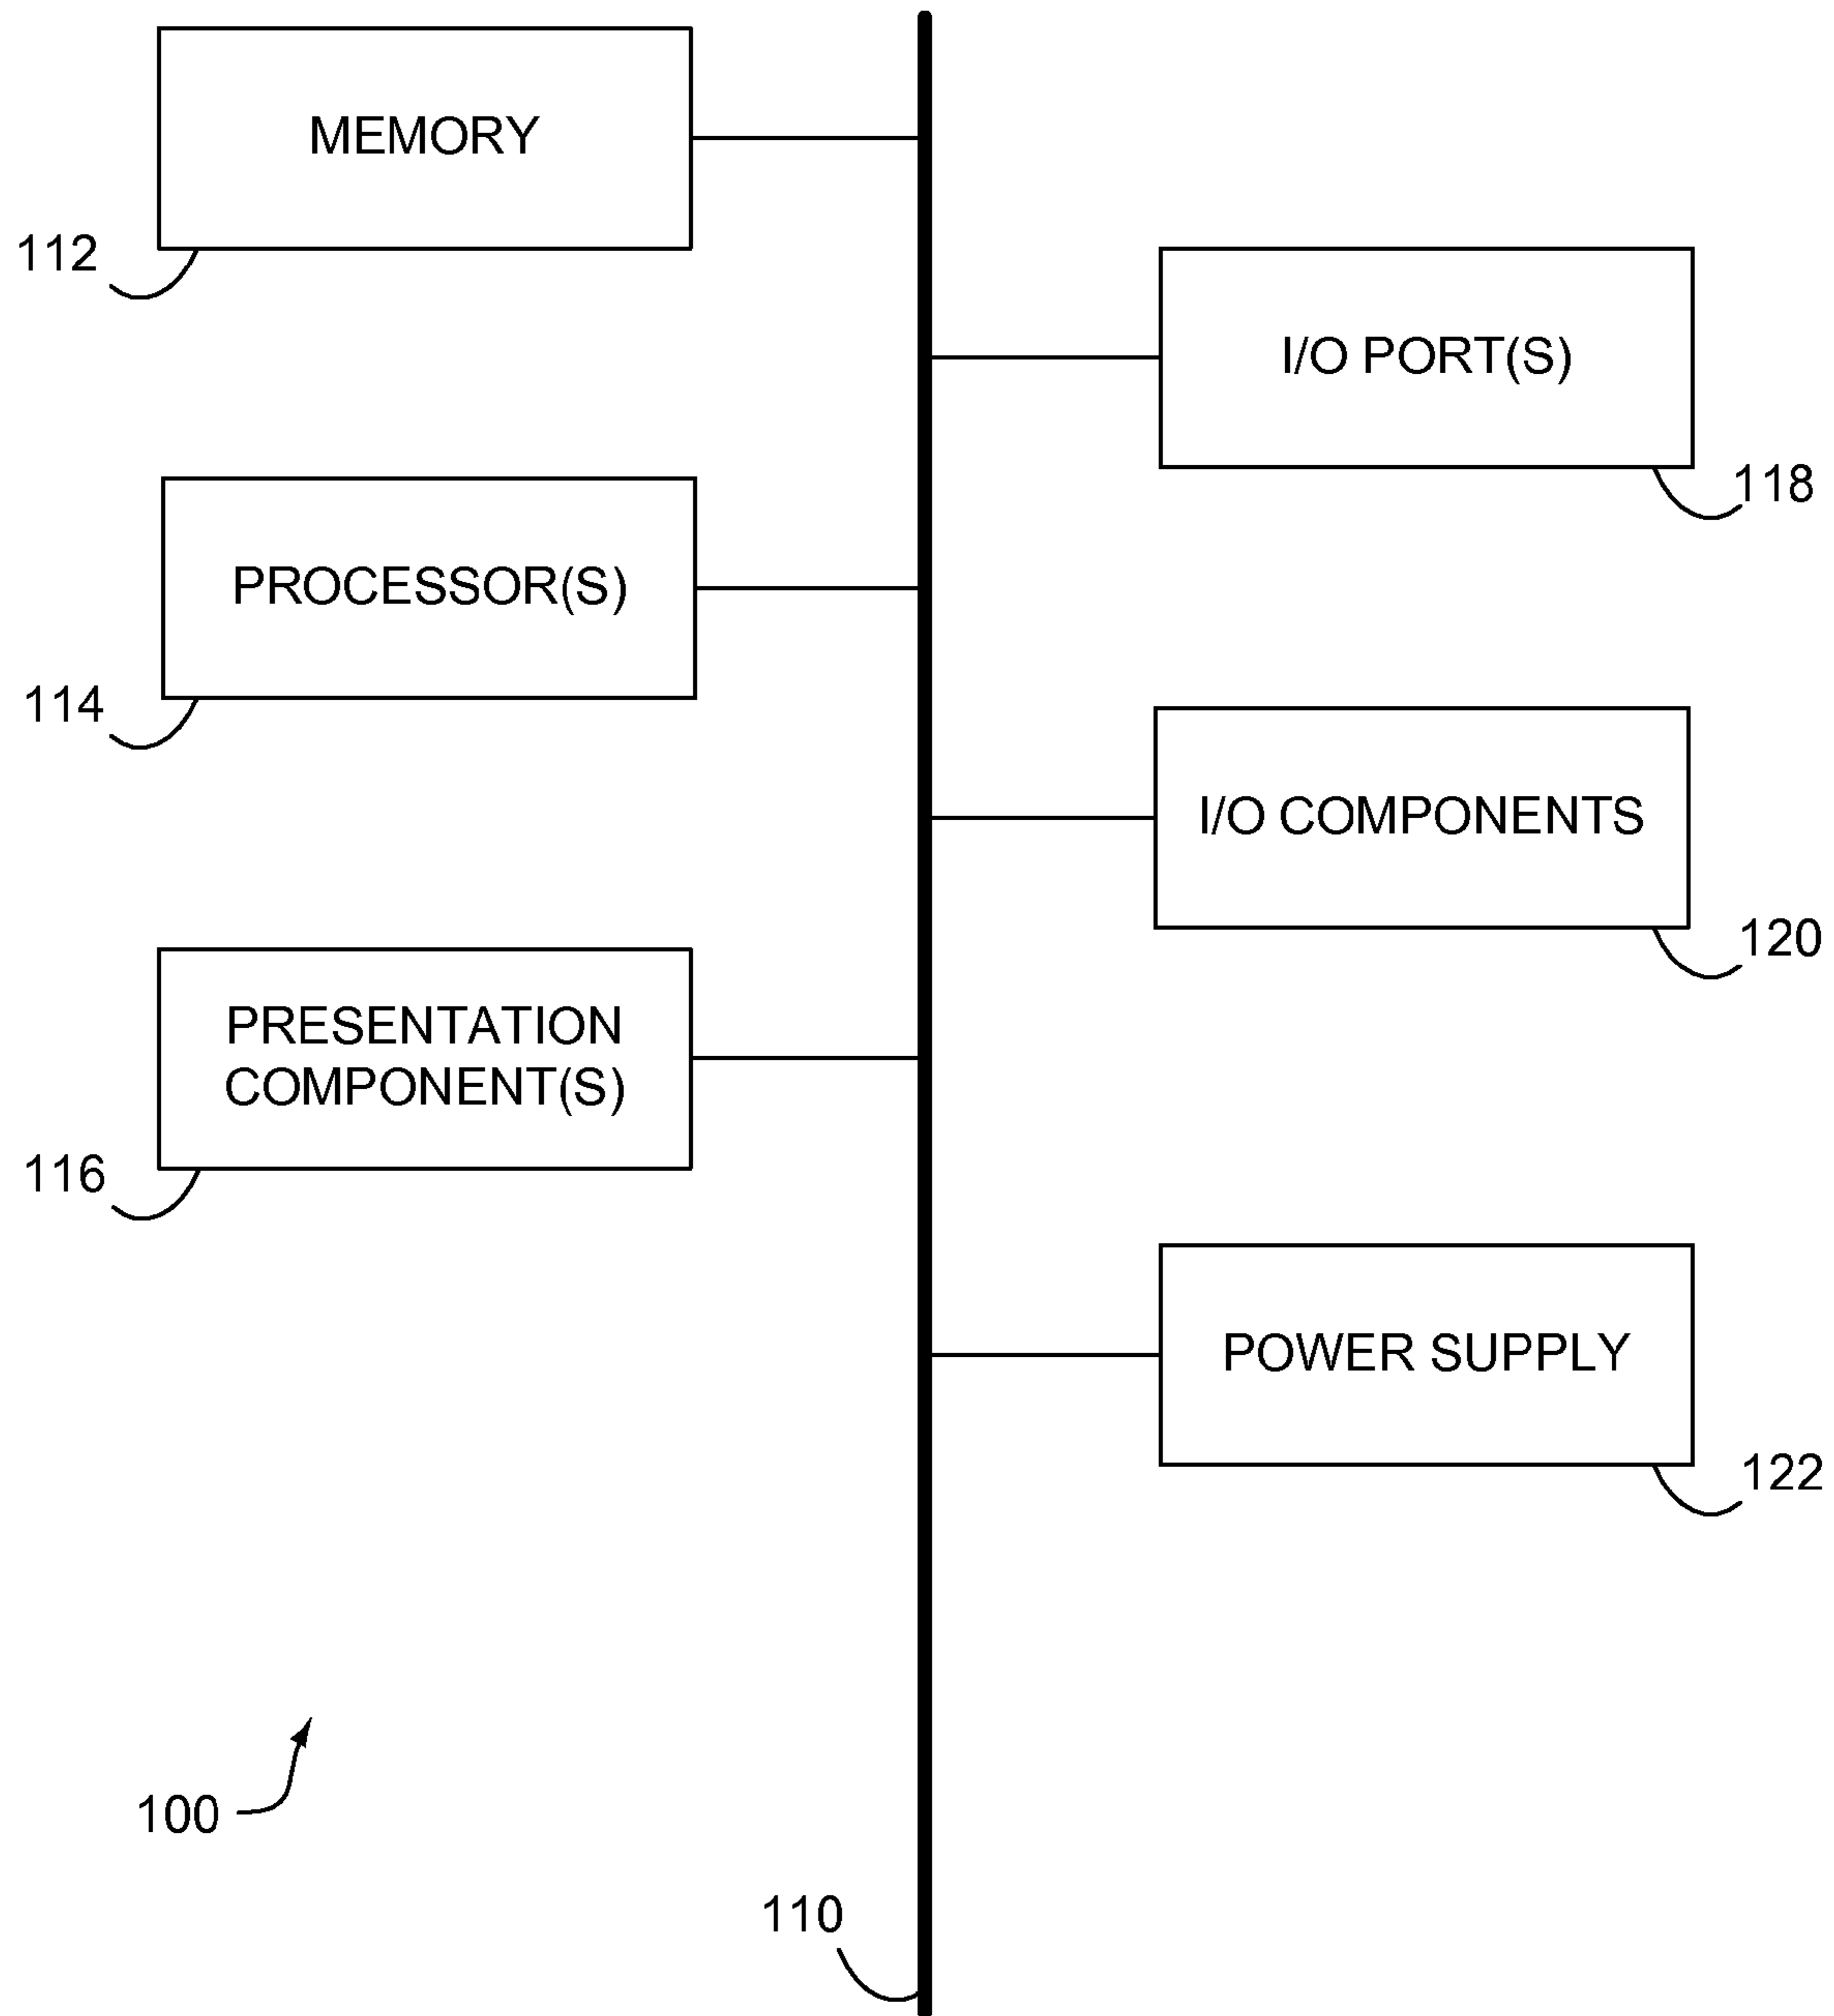 MEMORY
112
I/O PORT(S)
118
PROCESSOR(S)
114
I/O COMPONENTS
120
PRESENTATION
COMPONENT(S)
116
POWER SUPPLY
122
100
110